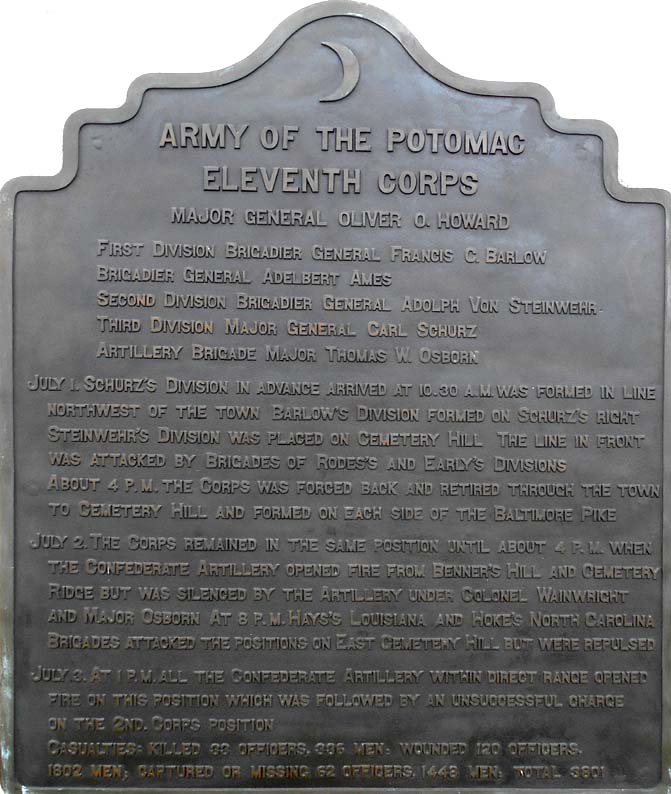 ARMY OF THE POTOMAC
ELEVENTH CORPS
MAJOR GENERAL OLIVER O. HOWARD
FIRST DIVISION BRIGADIER GENERAL FRANCIS C. BARLOW
BRIGADIER GENERAL ADELBERT AMES
SECOND DIVISION BRIGADIER GENERAL ADOLPH VON STEINWEHR
THIRD DIVISION MAJOR GENERAL CARL SCHURZ
ARTILLERY BRIGADE MAJOR THOMAS W. OSBORN
JULY 1. SCHURZ'S DIVISION IN ADVANCE ARRIVED AT 10.30 A.M. WAS FORMED IN LINE
NORTHWEST OF THE TOWN BARLOW'S DIVISION FORMED ON SCHURZ'S RIGHT
STEINWEHR'S DIVISION WAS PLACED ON CEMETERY HILL THE LINE IN FRONT
WAS ATTACKED BY BRIGADES OF RODES'S AND EARLY'S DIVISIONS
ABOUT 4 P.M. THE CORPS WAS FORCED BACK AND RETIRED THROUGH THE TOWN
TO CEMETERY HILL AND FORMED ON EACH SIDE OF THE BALTIMORE PIKE
JULY 2. THE CORPS REMAINED IN THE SAME POSITION UNTIL ABOUT 4 P.M. WHEN
THE CONFEDERATE ARTILLERY OPENED FIRE FROM BENNER'S HILL AND CEMETERY
RIDGE BUT WAS SILENCED BY THE ARTILLERY UNDER COLONEL WAINWRIGHT
AND MAJOR OSBORN AT 8 P.M. HAYS'S LOUISIANA AND HOKE'S NORTH CAROLINA
BRIGADES ATTACKED THE POSITIONS ON EAST CEMETERY HILL BUT WERE REPULSED
JULY 3. AT 1 P.M. ALL THE CONFEDERATE ARTILLERY WITHIN DIRECT RANGE OPENED
FIRE ON THIS POSITION WHICH WAS FOLLOWED BY AN UNSUCCESSFUL CHARGE
ON THE 2ND. CORPS POSITION
CASUALTIES: KILLED 33 OFFICERS, 336 MEN: WOUNDED 120 OFFICERS,
1802 MEN; CAPTURED OR MISSING 62 OFFICERS, 1448 MEN; TOTAL 3801